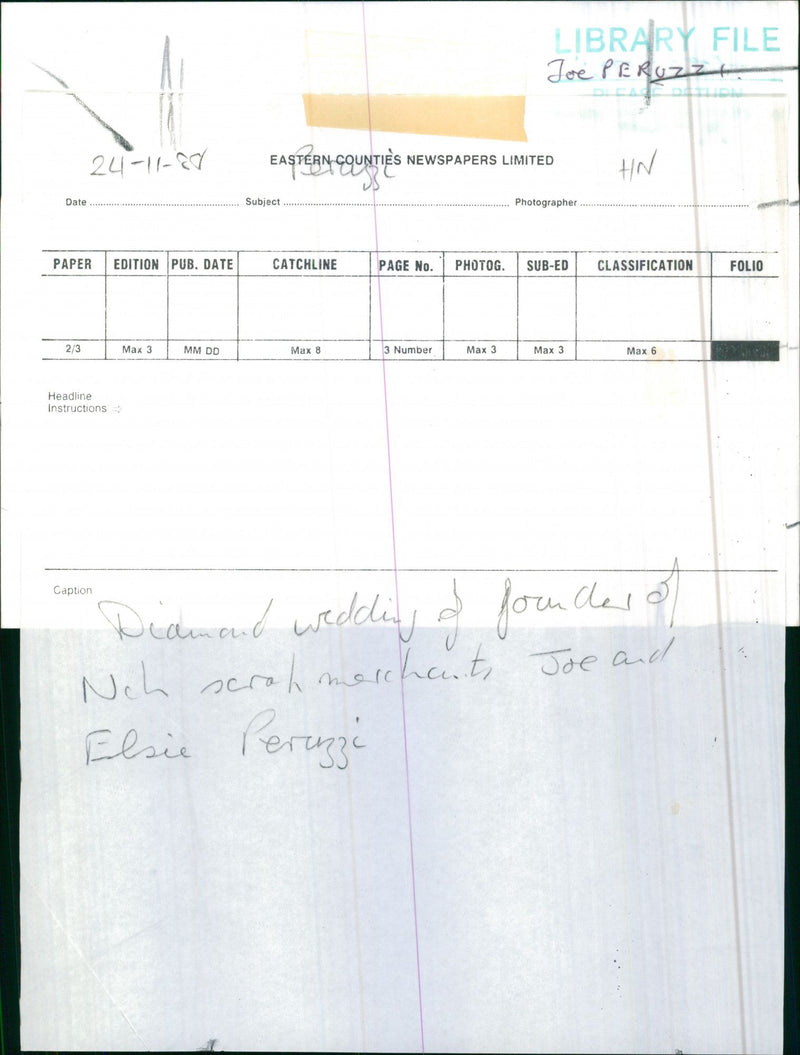 LIBRARY FILE
Joe PERUZZI.
PLEASE RETURN
24-11-88
EASTERN COUNTIES NEWSPAPERS LIMITED
Peruzzi
HN
Date Subject Photographer
PAPER EDITION PUB. DATE CATCHLINE PAGE No. PHOTOG. SUB-ED CLASSIFICATION FOLIO
2/3 Max 3 MM DD Max 8 3 Number Max 3 Max 3 Max 6
Headline
Instructions :-
Caption
Diamond wedding of founder of
Nch scrap merchants Joe and
Elsie Peruzzi